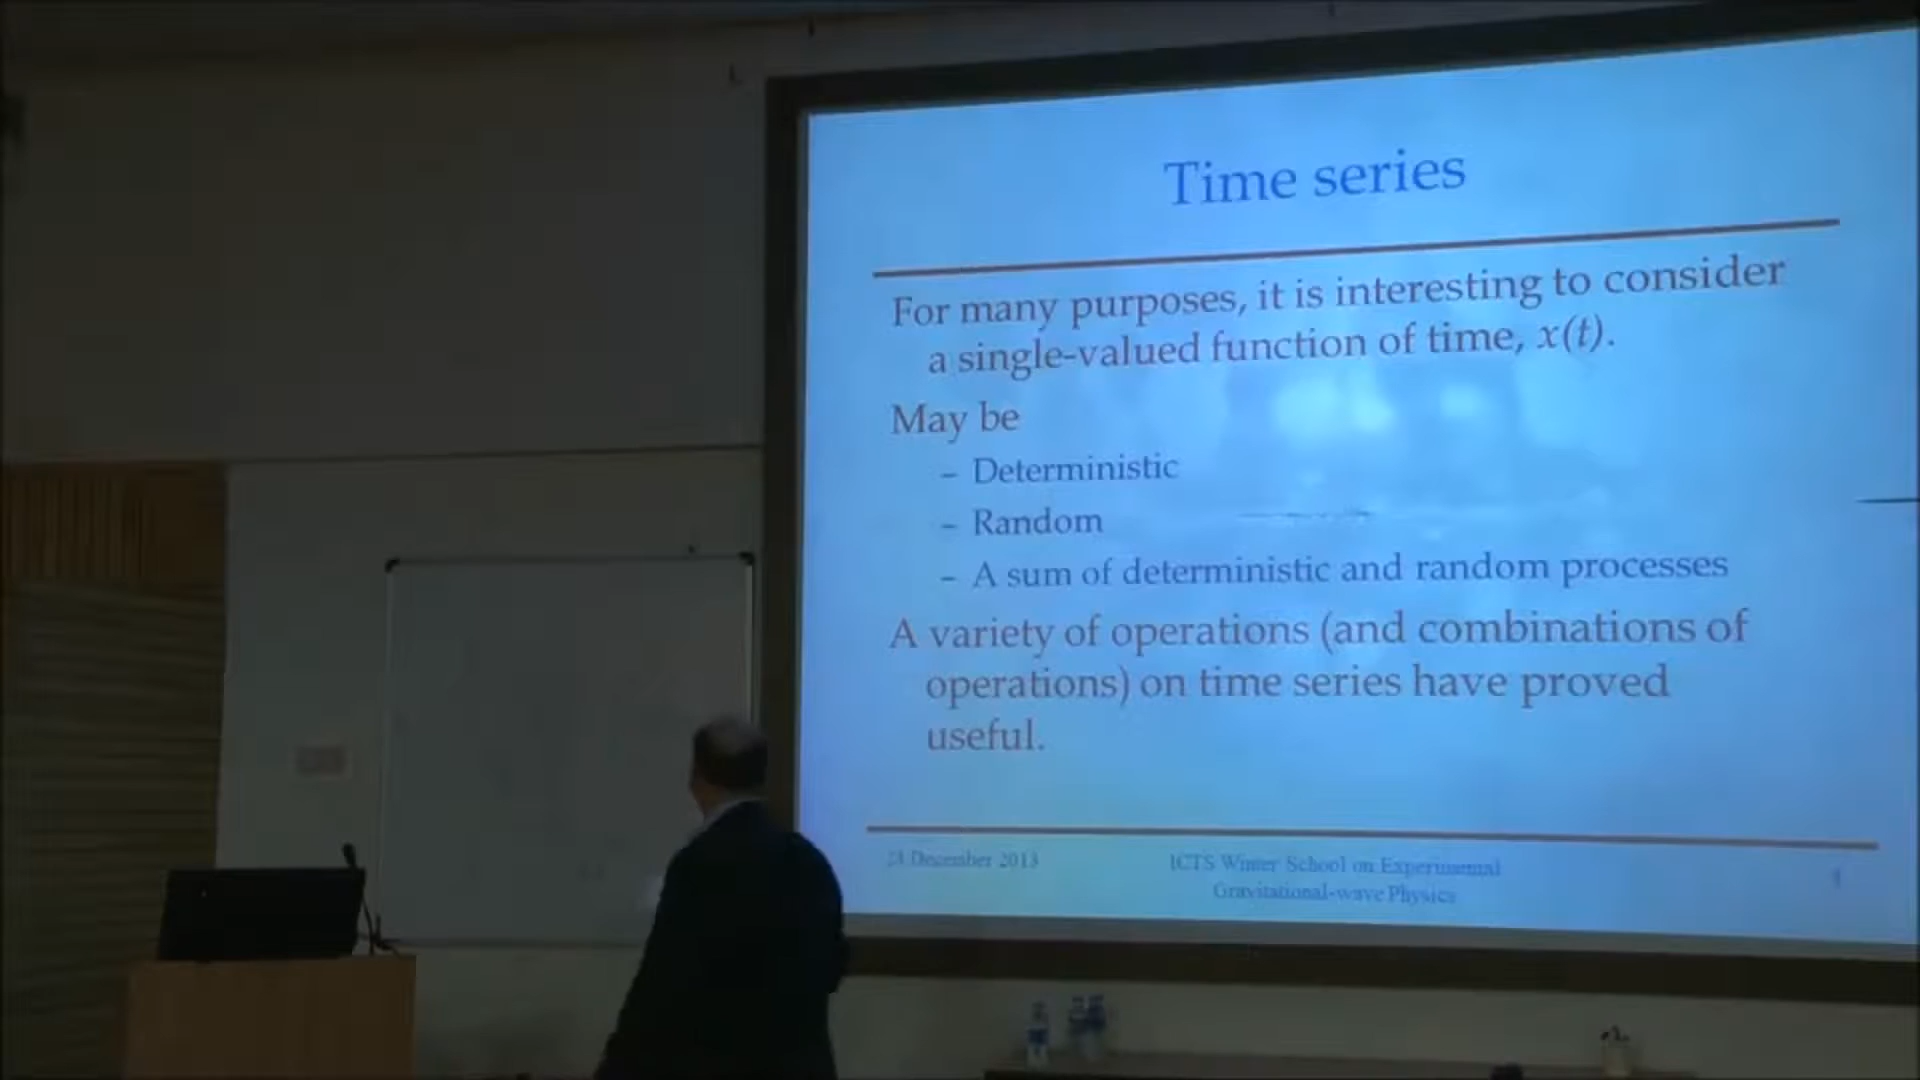 Time series
For many purposes, it is interesting to consider
a single-valued function of time, x(t).
May be
– Deterministic
– Random
– A sum of deterministic and random processes
A variety of operations (and combinations of
operations) on time series have proved
useful.
December 2013
ICTS Winter School on Experimental
Gravitational-wave Physics